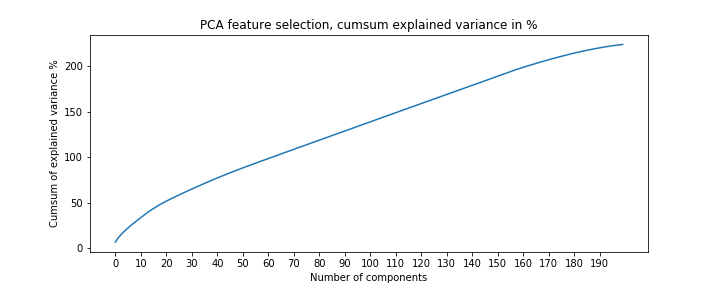 PCA feature selection, cumsum explained variance in %
Cumsum of explained variance %
200
150
100
50
0
0 10 20 30 40 50 60 70 80 90 100 110 120 130 140 150 160 170 180 190
Number of components